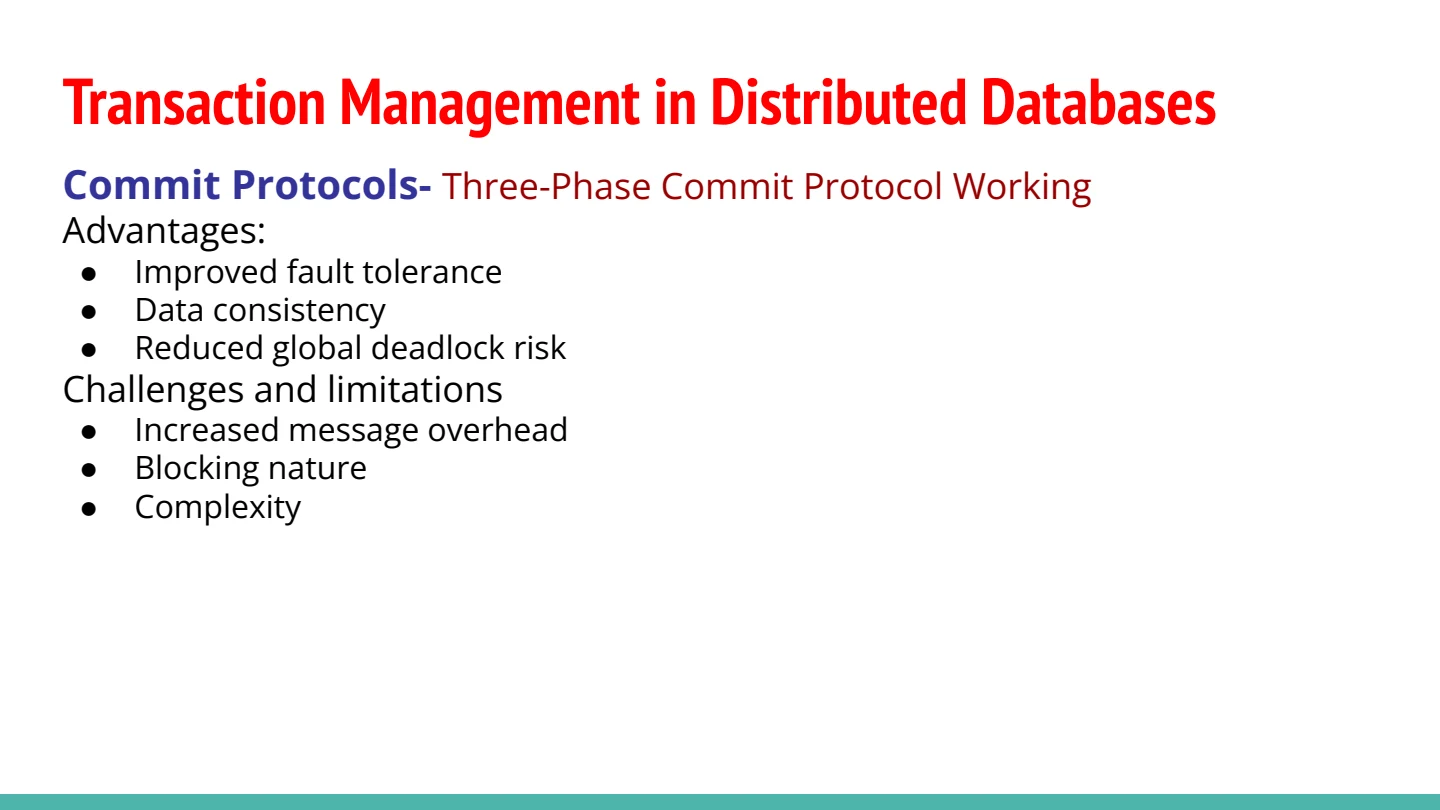 Transaction Management in Distributed Databases
Commit Protocols- Three-Phase Commit Protocol Working
Advantages:
● Improved fault tolerance
● Data consistency
● Reduced global deadlock risk
Challenges and limitations
● Increased message overhead
● Blocking nature
● Complexity